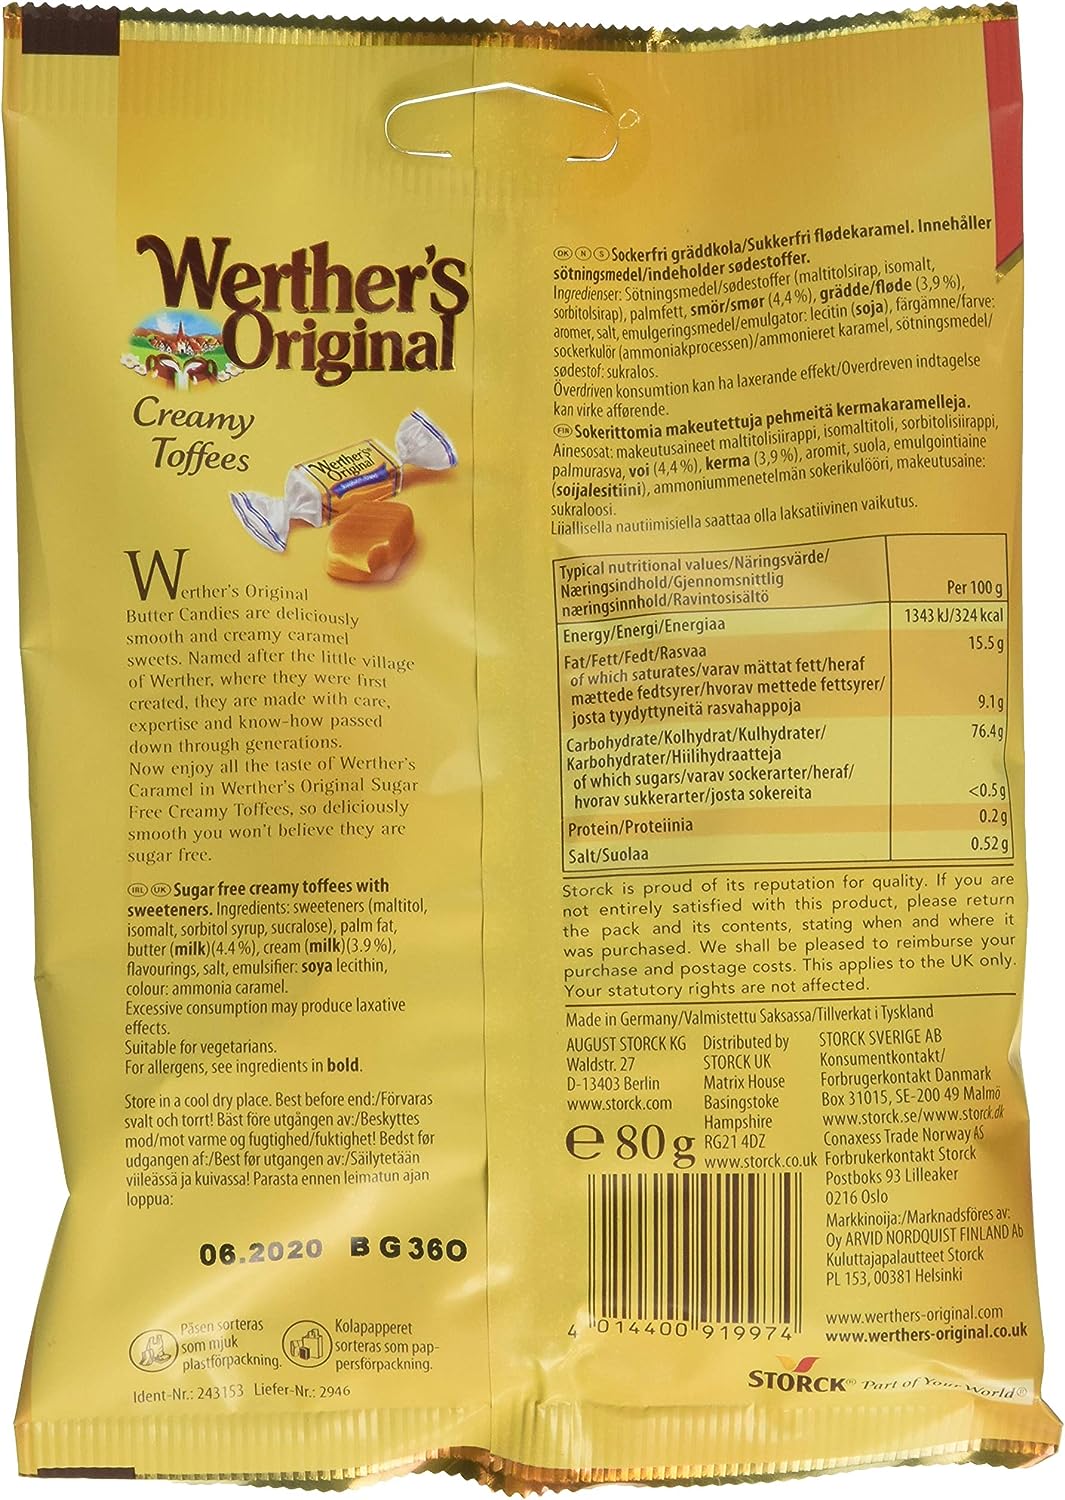 Werther's
Original
Creamy
Toffees
Werther's
Original
Werther's Original
Butter Candies are deliciously
smooth and creamy caramel
sweets. Named after the little village
of Werther, where they were first
created, they are made with care,
expertise and know-how passed
down through generations.
Now enjoy all the taste of Werther's
Caramel in Werther's Original Sugar
Free Creamy Toffees, so deliciously
smooth you won't believe they are
sugar free.
IRL UK Sugar free creamy toffees with
sweeteners. Ingredients: sweeteners (maltitol,
isomalt, sorbitol syrup, sucralose), palm fat,
butter (milk)(4.4%), cream (milk)(3.9%),
flavourings, salt, emulsifier: soya lecithin,
colour: ammonia caramel.
Excessive consumption may produce laxative
effects.
Suitable for vegetarians.
For allergens, see ingredients in bold.
Store in a cool dry place. Best before end:/Förvaras
svalt och torrt! Bäst före utgången av:/Beskyttes
mod/mot varme og fugtighed/fuktighet! Bedst før
udgangen af:/Best før utgangen av:/Säilytetään
viileässä ja kuivassa! Parasta ennen leimatun ajan
loppua:
06.2020 B G 360
Påsen sorteras
som mjuk
plastförpackning.
Kolapapperet
sorteras som pap-
persförpackning.
Ident-Nr.: 243153 Liefer-Nr.: 2946
DK N S Sockerfri gräddkola/Sukkerfri flødekaramel. Innehåller
sötningsmedel/indeholder sødestoffer.
Ingredienser: Sötningsmedel/sødestoffer (maltitolsirap, isomalt,
sorbitolsirap), palmfett, smör/smør (4,4%), grädde/fløde (3,9%),
aromer, salt, emulgeringsmedel/emulgator: lecitin (soja), färgämne/farve:
sockerkulör (ammoniakprocessen)/ammonieret karamel, sötningsmedel/
sødestof: sukralos.
Överdriven konsumtion kan ha laxerande effekt/Overdreven indtagelse
kan virke afførende.
FIN Sokerittomia makeutettuja pehmeitä kermakaramelleja.
Ainesosat: makeutusaineet maltitolisiirappi, isomaltitoli, sorbitolisiirappi,
palmurasva, voi (4,4%), kerma (3,9%), aromit, suola, emulgointiaine
(soijalesitiini), ammoniummenetelmän sokerikulööri, makeutusaine:
sukraloosi.
Liiallisella nautiimisiella saattaa olla laksatiivinen vaikutus.
Typical nutritional values/Näringsvärde/
Næringsindhold/Gjennomsnittlig
næringsinnhold/Ravintosisältö
Per 100 g
Energy/Energi/Energiaa
1343 kJ/324 kcal
Fat/Fett/Fedt/Rasvaa
15.5 g
of which saturates/varav mättat fett/heraf
mættede fedtsyrer/hvorav mettede fettsyrer/
josta tyydyttyneitä rasvahappoja
9.1 g
Carbohydrate/Kolhydrat/Kulhydrater/
Karbohydrater/Hiilihydraatteja
76.4 g
of which sugars/varav sockerarter/heraf/
hvorav sukkerarter/josta sokereita
<0.5 g
Protein/Proteiinia
0.2 g
Salt/Suolaa
0.52 g
Storck is proud of its reputation for quality. If you are
not entirely satisfied with this product, please return
the pack and its contents, stating when and where it
was purchased. We shall be pleased to reimburse your
purchase and postage costs. This applies to the UK only.
Your statutory rights are not affected.
Made in Germany/Valmistettu Saksassa/Tillverkat i Tyskland
AUGUST STORCK KG
Waldstr. 27
D-13403 Berlin
www.storck.com
e 80 g
Distributed by
STORCK UK
Matrix House
Basingstoke
Hampshire
RG21 4DZ
www.storck.co.uk
STORCK SVERIGE AB
Konsumentkontakt/
Forbrugerkontakt Danmark
Box 31015, SE-200 49 Malmö
www.storck.se/www.storck.dk
Conaxess Trade Norway AS
Forbrukerkontakt Storck
Postboks 93 Lilleaker
0216 Oslo
Markkinoija:/Marknadsföres av:
Oy ARVID NORDQUIST FINLAND Ab
Kuluttajapalautteet Storck
PL 153, 00381 Helsinki
4 014400 919974
www.werthers-original.com
www.werthers-original.co.uk
STORCK® Part of Your World®